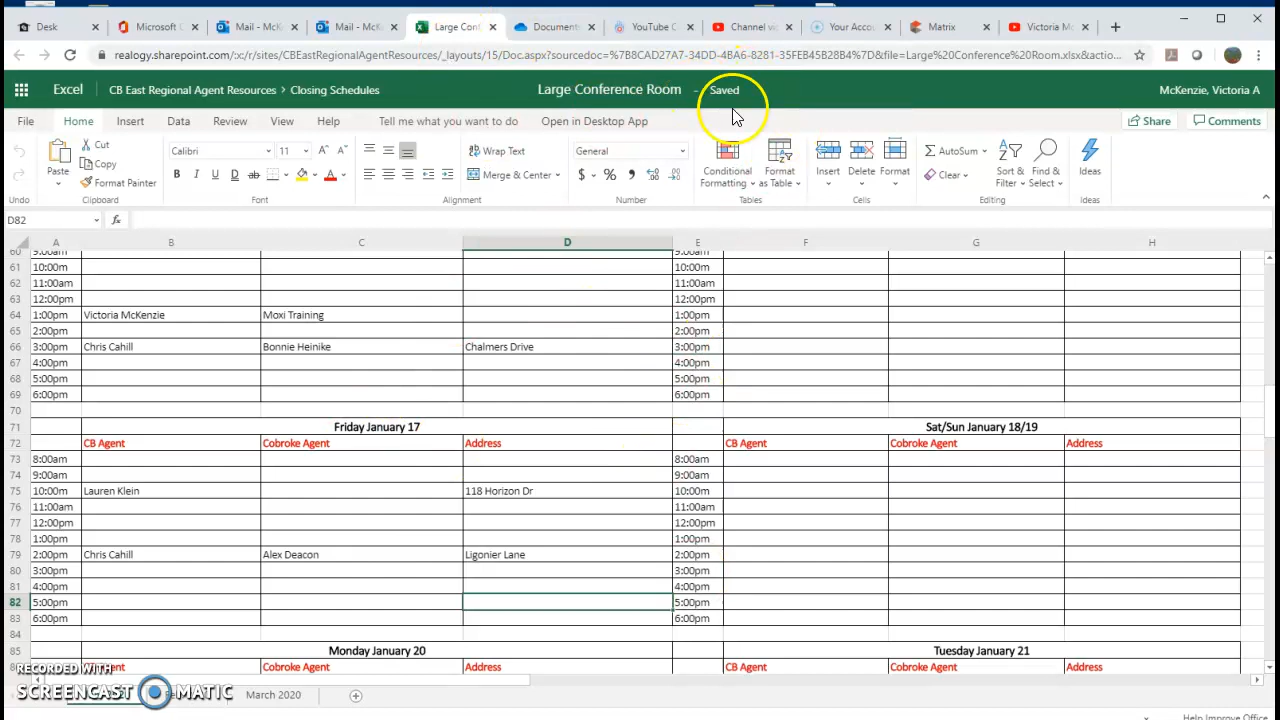 Desk Microsoft C Mail - McK Mail - McK Large Conf Document YouTube C Channel vi Your Accou Matrix Victoria Mc
realogy.sharepoint.com/:x:/r/sites/CBEastRegionalAgentResources/_layouts/15/Doc.aspx?sourcedoc=%7B8CAD27A7-34DD-4BA6-8281-35FEB45B28B4%7D&file=Large%20Conference%20Room.xlsx&actio...
Excel CB East Regional Agent Resources > Closing Schedules Large Conference Room - Saved McKenzie, Victoria A
File Home Insert Data Review View Help Tell me what you want to do Open in Desktop App Share Comments
Cut Calibri 11 Wrap Text General AutoSum
Copy
Paste Format Painter B I U D ab A Merge & Center $ % Conditional Formatting Format as Table Insert Delete Format Clear Sort & Filter Find & Select Ideas
Undo Clipboard Font Alignment Number Tables Cells Editing Ideas
D82 fx
A B C D E F G H
60 9:00am 9:00am
61 10:00m 10:00m
62 11:00am 11:00am
63 12:00pm 12:00pm
64 1:00pm Victoria McKenzie Moxi Training 1:00pm
65 2:00pm 2:00pm
66 3:00pm Chris Cahill Bonnie Heinike Chalmers Drive 3:00pm
67 4:00pm 4:00pm
68 5:00pm 5:00pm
69 6:00pm 6:00pm
70
71 Friday January 17 Sat/Sun January 18/19
72 CB Agent Cobroke Agent Address CB Agent Cobroke Agent Address
73 8:00am 8:00am
74 9:00am 9:00am
75 10:00m Lauren Klein 118 Horizon Dr 10:00m
76 11:00am 11:00am
77 12:00pm 12:00pm
78 1:00pm 1:00pm
79 2:00pm Chris Cahill Alex Deacon Ligonier Lane 2:00pm
80 3:00pm 3:00pm
81 4:00pm 4:00pm
82 5:00pm 5:00pm
83 6:00pm 6:00pm
84
85 Monday January 20 Tuesday January 21
Agent Cobroke Agent Address CB Agent Cobroke Agent Address
RECORDED WITH
SCREENCAST MATIC
March 2020
Help Improve Office